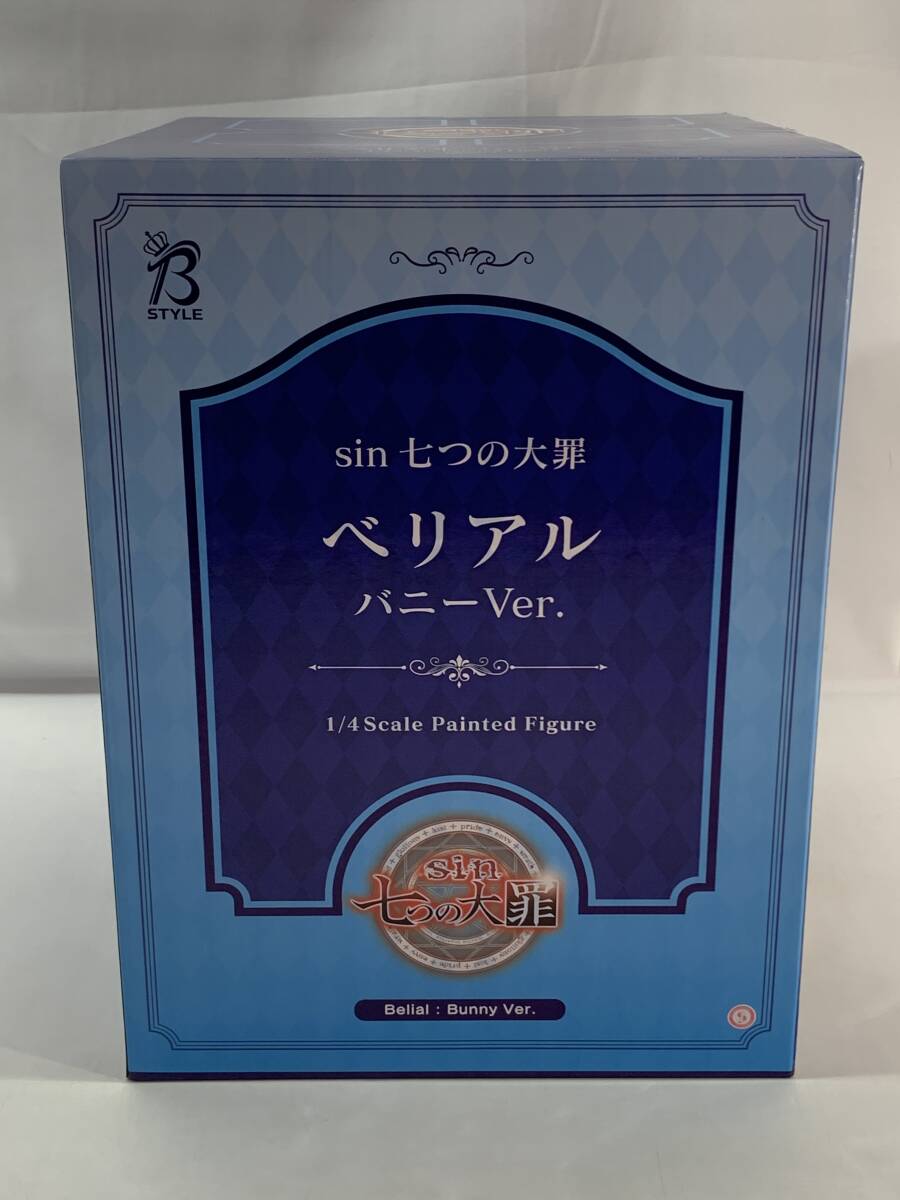 B
STYLE
sin 七つの大罪
ベリアル
バニーVer.
1/4 Scale Painted Figure
sin
七つの大罪
Belial : Bunny Ver.